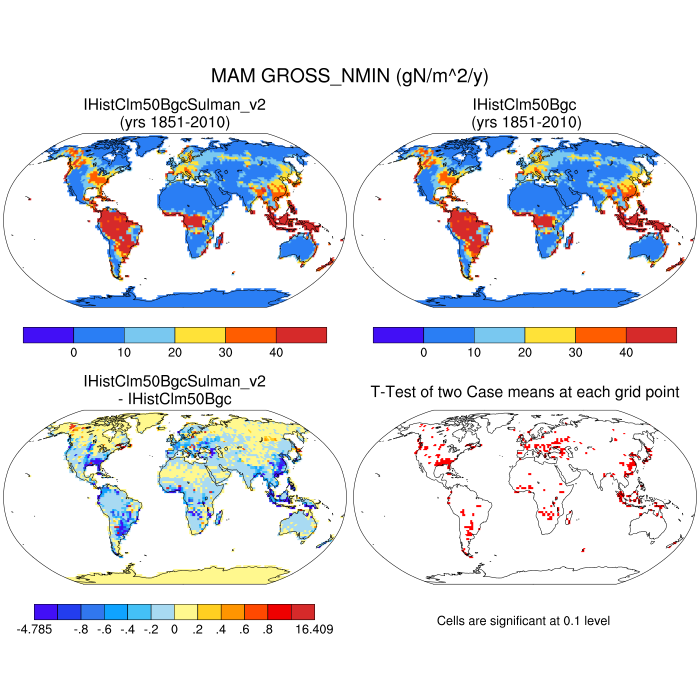 MAM GROSS_NMIN (gN/m^2/y)
IHistClm50BgcSulman_v2
(yrs 1851-2010)
IHistClm50Bgc
(yrs 1851-2010)
0 10 20 30 40
0 10 20 30 40
IHistClm50BgcSulman_v2
- IHistClm50Bgc
T-Test of two Case means at each grid point
-4.785 -.8 -.6 -.4 -.2 0 .2 .4 .6 .8 16.409
Cells are significant at 0.1 level